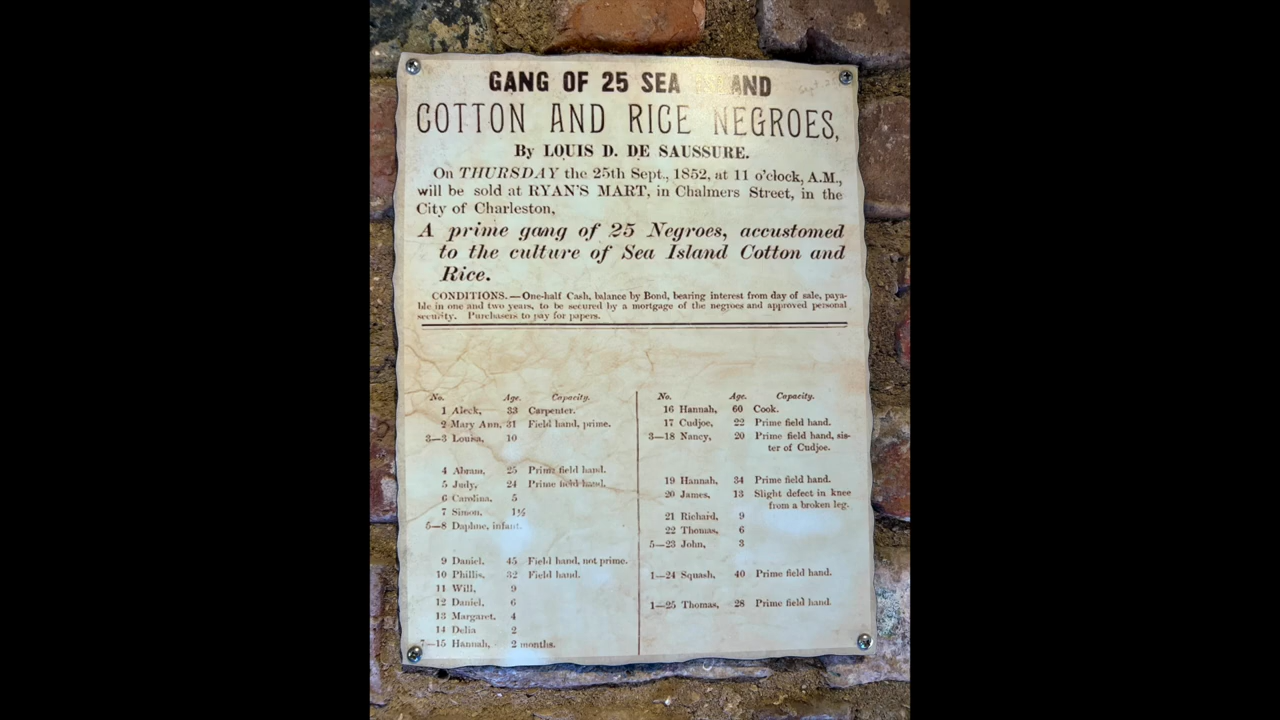 GANG OF 25 SEA ISLAND
COTTON AND RICE NEGROES,
By LOUIS D. DE SAUSSURE.
On THURSDAY the 25th Sept., 1852, at 11 o'clock, A.M.,
will be sold at RYAN'S MART, in Chalmers Street, in the
City of Charleston,
A prime gang of 25 Negroes, accustomed
to the culture of Sea Island Cotton and
Rice.
CONDITIONS.—One-half Cash, balance by Bond, bearing interest from day of sale, paya-
ble in one and two years, to be secured by a mortgage of the negroes and approved personal
security. Purchasers to pay for papers.
No. Age. Capacity.
1 Aleck, 33 Carpenter.
2 Mary Ann, 31 Field hand, prime.
3—3 Louisa, 10
4 Abram, 25 Prime field hand.
5 Judy, 24 Prime field hand.
6 Carolina, 5
7 Simon, 1½
5—8 Daphne, infant.
9 Daniel, 45 Field hand, not prime.
10 Phillis, 32 Field hand.
11 Will, 9
12 Daniel, 6
13 Margaret, 4
14 Delia 2
7—15 Hannah, 2 months.
No. Age. Capacity.
16 Hannah, 60 Cook.
17 Cudjoe, 22 Prime field hand.
3—18 Nancy, 20 Prime field hand, sis-
ter of Cudjoe.
19 Hannah, 34 Prime field hand.
20 James, 13 Slight defect in knee
from a broken leg.
21 Richard, 9
22 Thomas, 6
5—23 John, 3
1—24 Squash, 40 Prime field hand.
1—25 Thomas, 28 Prime field hand.